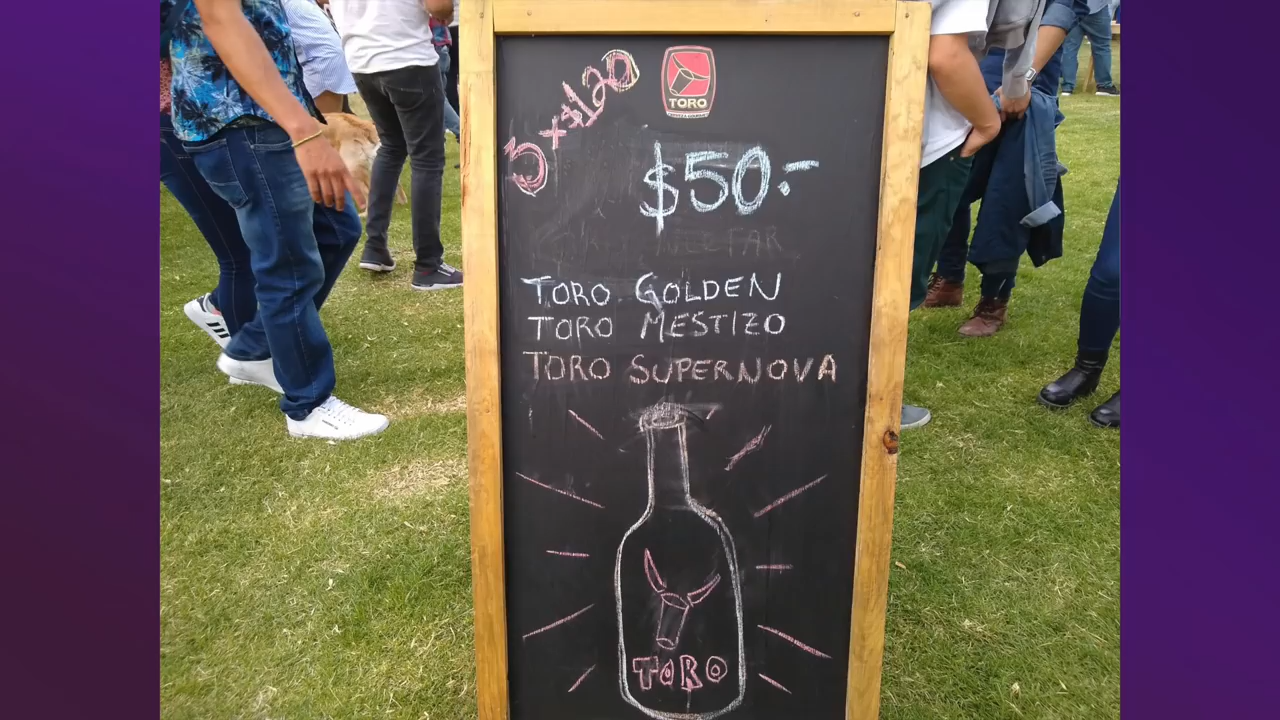 3x$120
TORO
$50.-
TORO GOLDEN
TORO MESTIZO
TORO SUPERNOVA
TORO